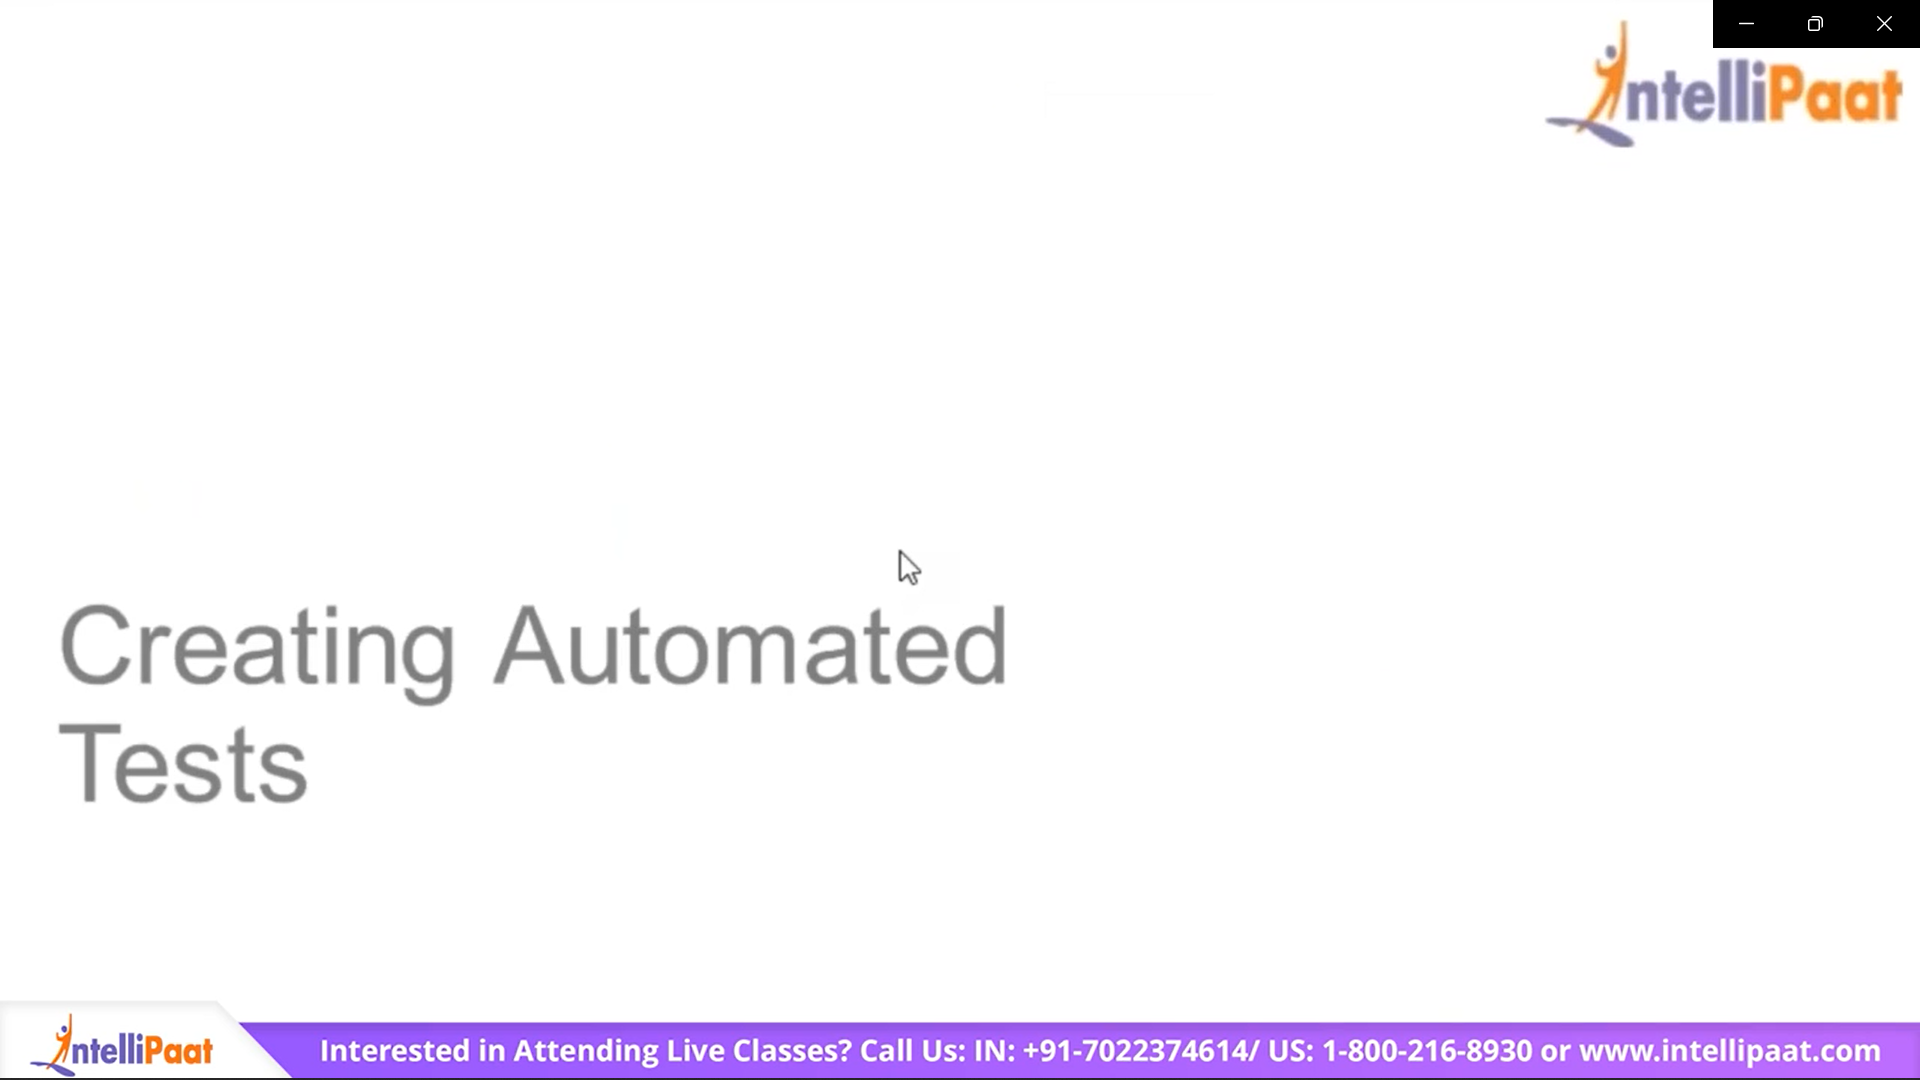 IntelliPaat
Creating Automated
Tests
IntelliPaat
Interested in Attending Live Classes? Call Us: IN: +91-7022374614/ US: 1-800-216-8930 or www.intellipaat.com